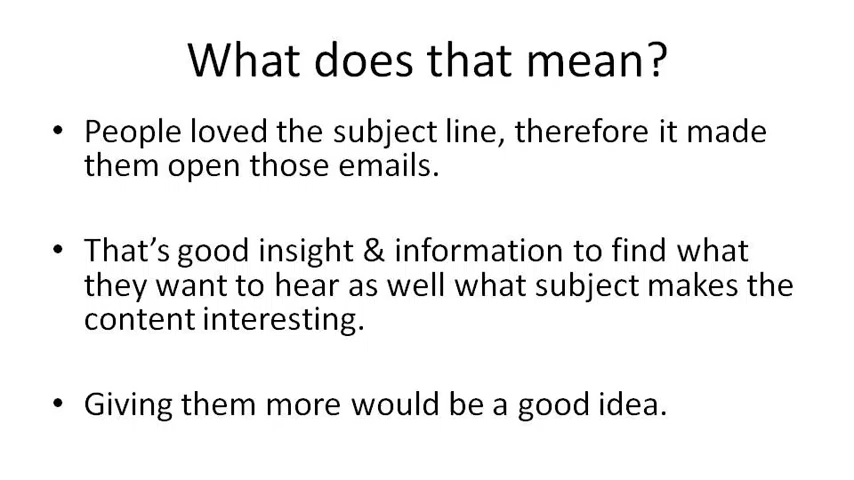 What does that mean?
• People loved the subject line, therefore it made
them open those emails.
• That's good insight & information to find what
they want to hear as well what subject makes the
content interesting.
• Giving them more would be a good idea.